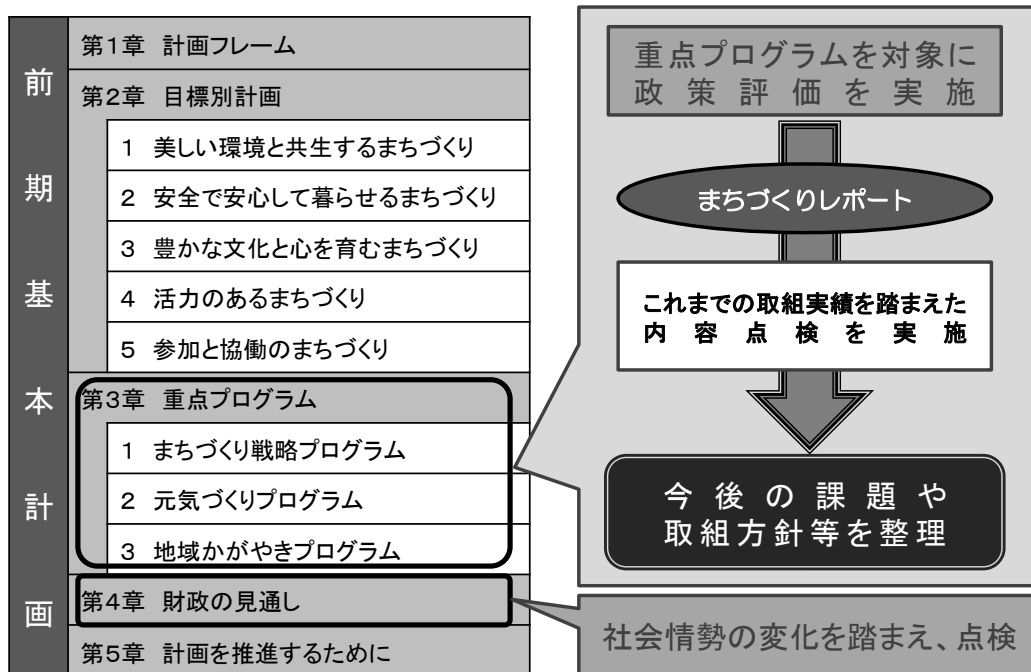 前期基本計画
第1章 計画フレーム
第2章 目標別計画
1 美しい環境と共生するまちづくり
2 安全で安心して暮らせるまちづくり
3 豊かな文化と心を育むまちづくり
4 活力のあるまちづくり
5 参加と協働のまちづくり
第3章 重点プログラム
1 まちづくり戦略プログラム
2 元気づくりプログラム
3 地域かがやきプログラム
第4章 財政の見通し
第5章 計画を推進するために
重点プログラムを対象に
政策評価を実施
まちづくりレポート
これまでの取組実績を踏まえた
内容点検を実施
今後の課題や
取組方針等を整理
社会情勢の変化を踏まえ、点検